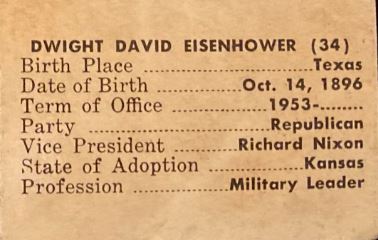 DWIGHT DAVID EISENHOWER (34)
Birth Place ....................Texas
Date of Birth ............Oct. 14, 1896
Term of Office ............1953-........
Party ......................Republican
Vice President ........Richard Nixon
State of Adoption ............Kansas
Profession ............Military Leader